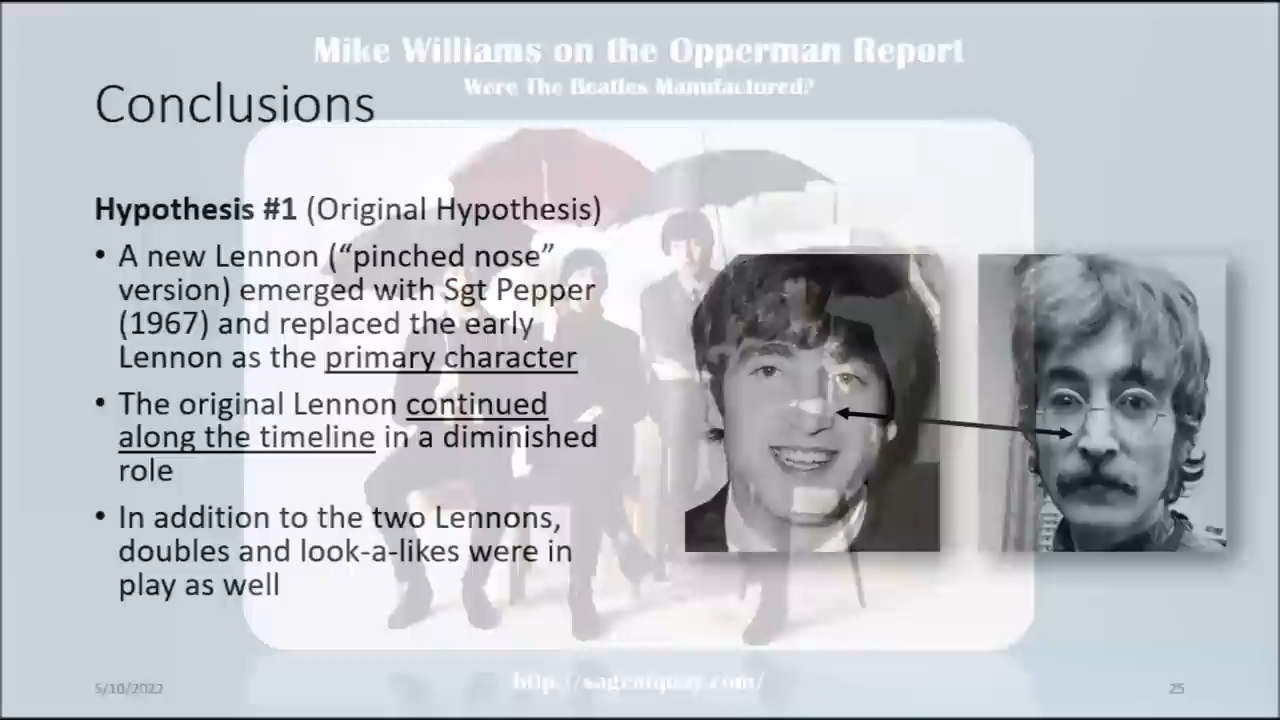 Mike Williams on the Opperman Report
Were The Beatles Manufactured?
Conclusions
Hypothesis #1 (Original Hypothesis)
• A new Lennon (“pinched nose”
version) emerged with Sgt Pepper
(1967) and replaced the early
Lennon as the primary character
• The original Lennon continued
along the timeline in a diminished
role
• In addition to the two Lennons,
doubles and look-a-likes were in
play as well
5/10/2022
http://sageofquay.com/
25